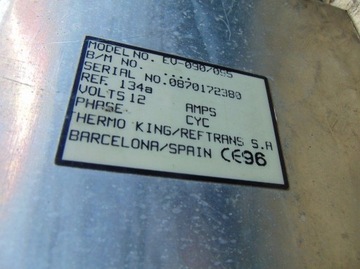 MODEL NO. EV-090/055
B/M NO. ....
SERIAL NO.0870172380
REF. 134a
VOLTS 12 AMPS
PHASE CYC
THERMO KING/REFTRANS S.A
BARCELONA/SPAIN CE96